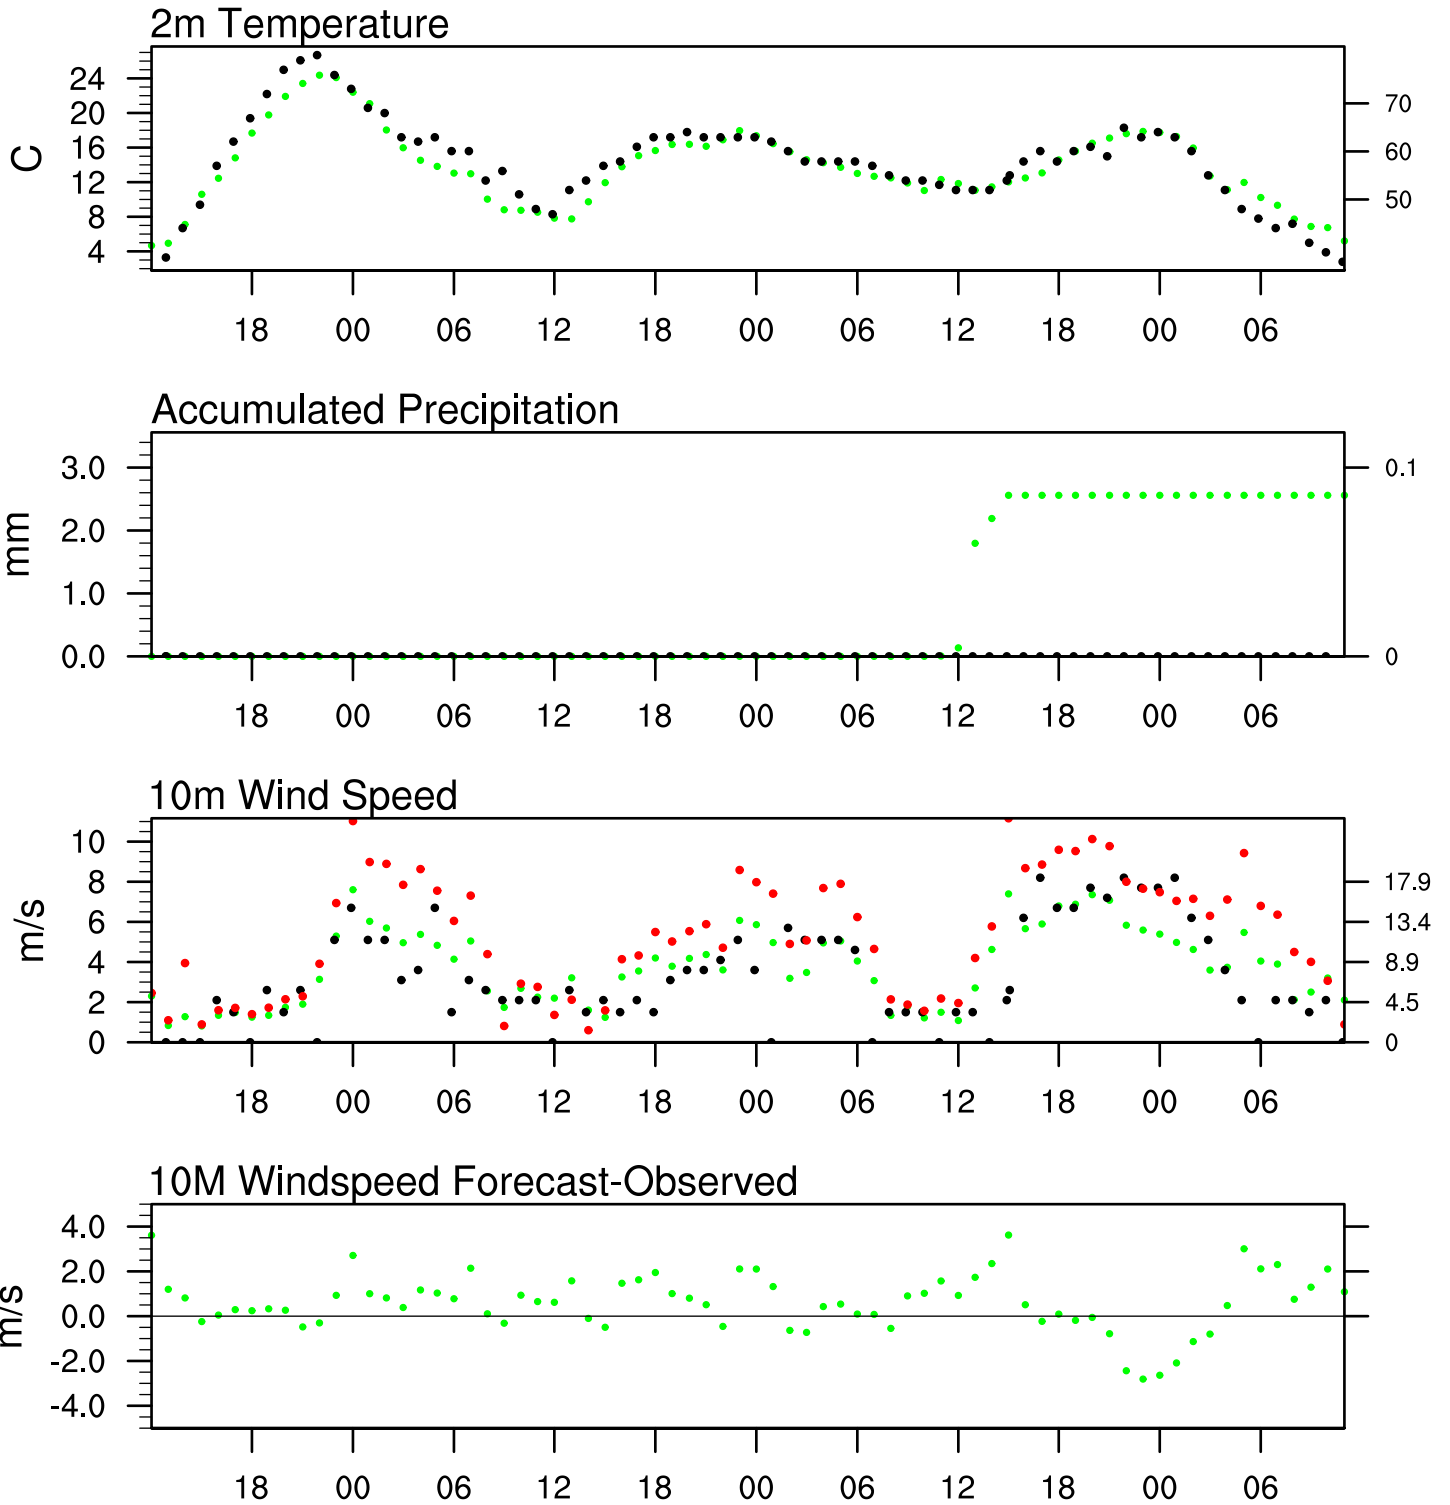 2m Temperature
C
24
20
16
12
8
4
70
60
50
18 00 06 12 18 00 06 12 18 00 06
Accumulated Precipitation
mm
3.0
2.0
1.0
0.0
0.1
0
18 00 06 12 18 00 06 12 18 00 06
10m Wind Speed
m/s
10
8
6
4
2
0
17.9
13.4
8.9
4.5
0
18 00 06 12 18 00 06 12 18 00 06
10M Windspeed Forecast-Observed
m/s
4.0
2.0
0.0
-2.0
-4.0
18 00 06 12 18 00 06 12 18 00 06